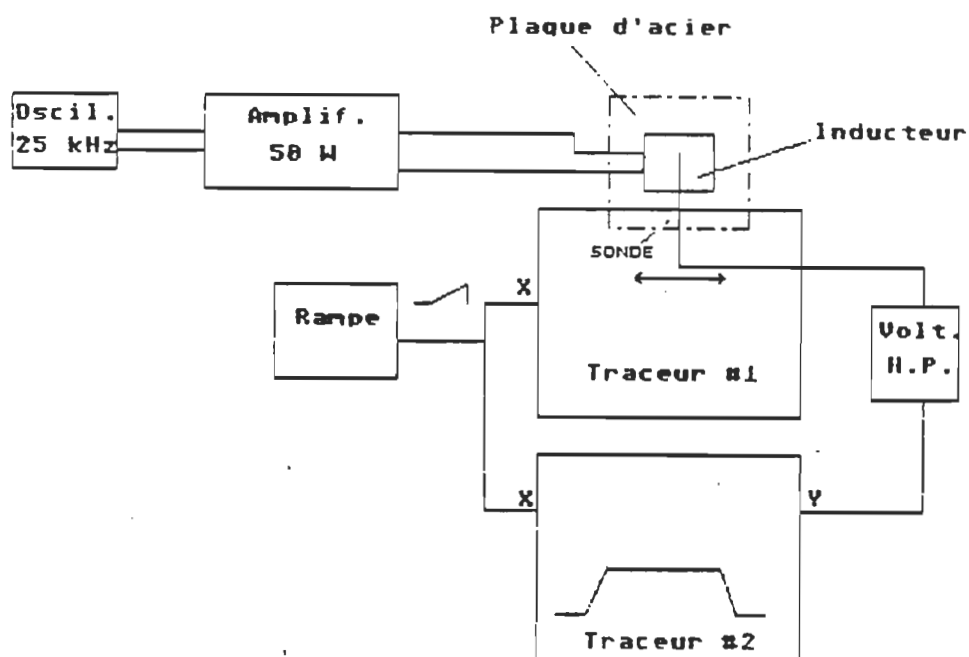 Plaque d'acier
Oscil.
25 kHz
Amplif.
50 W
Inducteur
SONDE
X
Rampe
Volt.
H.P.
Traceur #1
X
Y
Traceur #2